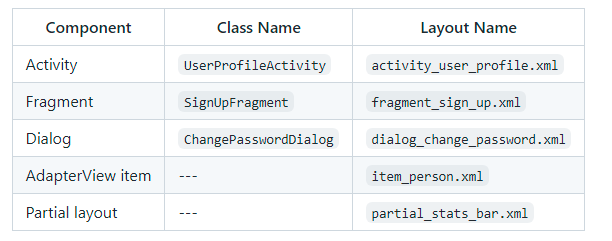 Component Class Name Layout Name
Activity UserProfileActivity activity_user_profile.xml
Fragment SignUpFragment fragment_sign_up.xml
Dialog ChangePasswordDialog dialog_change_password.xml
AdapterView item --- item_person.xml
Partial layout --- partial_stats_bar.xml